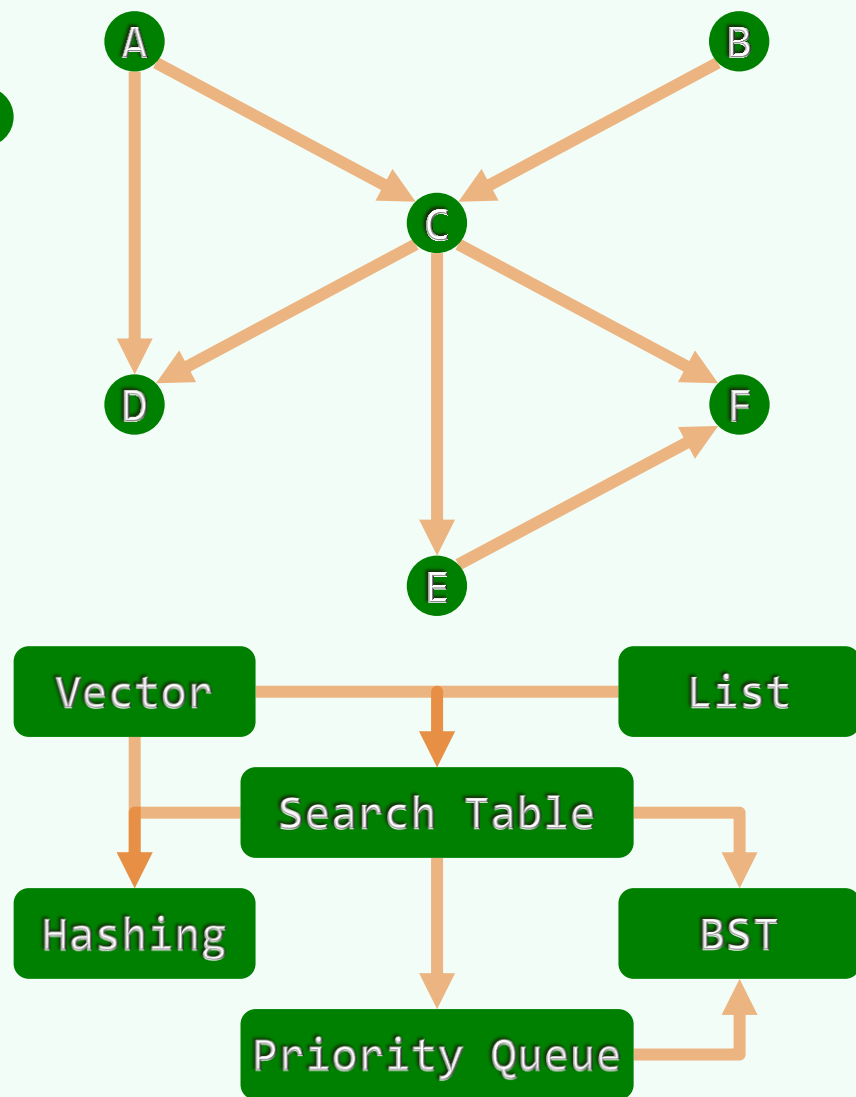 A
B
C
D
F
E
Vector
List
Search Table
Hashing
BST
Priority Queue